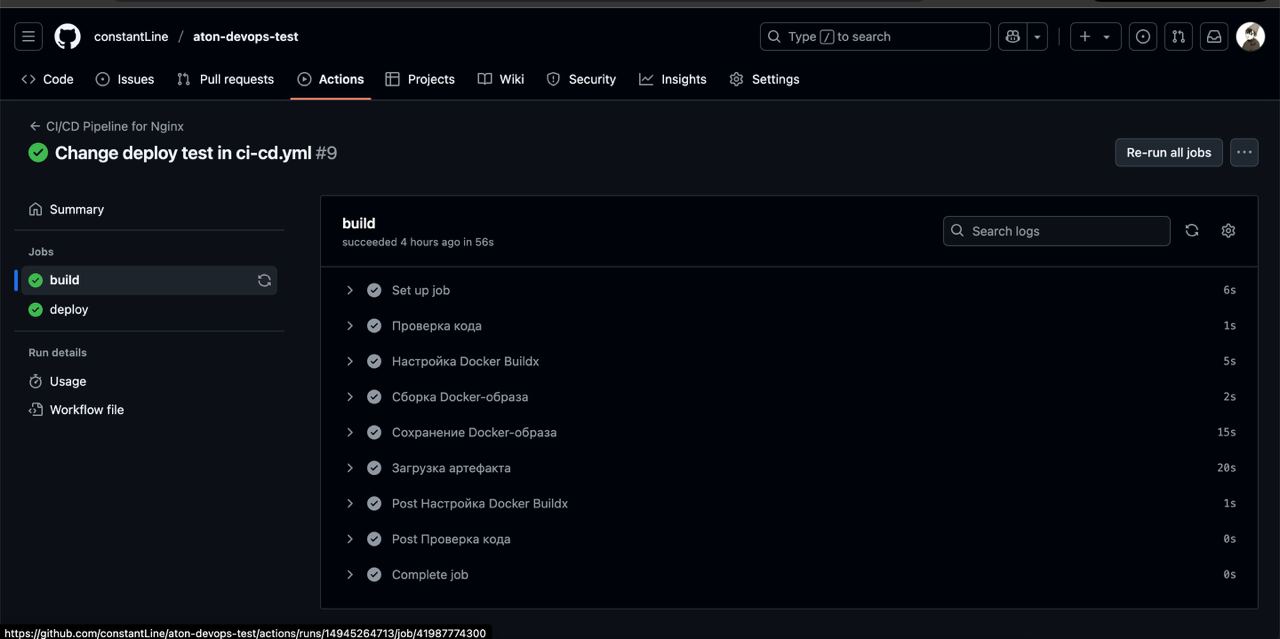 constantLine / aton-devops-test
Type / to search
Code Issues Pull requests Actions Projects Wiki Security Insights Settings
← CI/CD Pipeline for Nginx
Change deploy test in ci-cd.yml #9
Re-run all jobs ...
Summary
Jobs
build
deploy
Run details
Usage
Workflow file
build
succeeded 4 hours ago in 56s
Search logs
Set up job 6s
Проверка кода 1s
Настройка Docker Buildx 5s
Сборка Docker-образа 2s
Сохранение Docker-образа 15s
Загрузка артефакта 20s
Post Настройка Docker Buildx 1s
Post Проверка кода 0s
Complete job 0s
https://github.com/constantLine/aton-devops-test/actions/runs/14945264713/job/41987774300